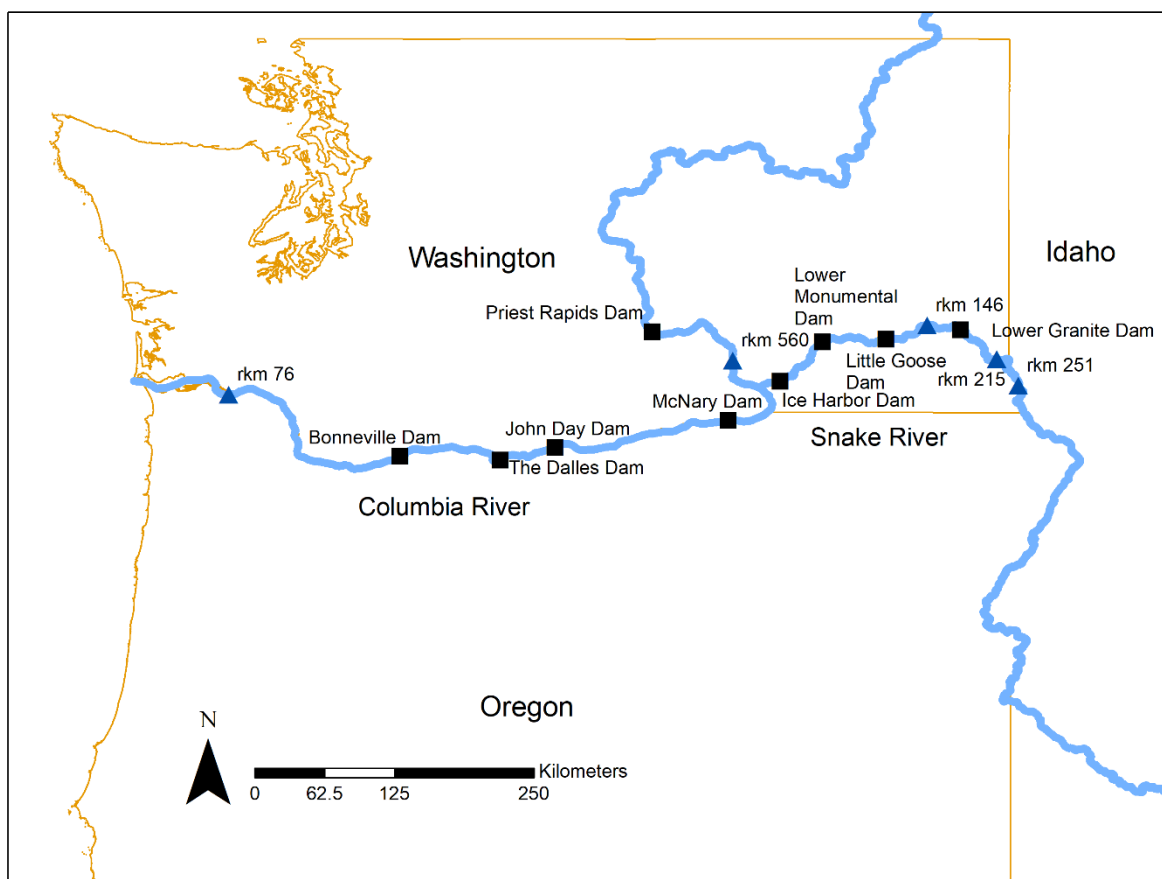 Washington
Idaho
Lower
Monumental
Dam
rkm 146
Priest Rapids Dam
Lower Granite Dam
rkm 560
Little Goose
Dam
rkm 215
rkm 251
rkm 76
McNary Dam
Ice Harbor Dam
Bonneville Dam
John Day Dam
The Dalles Dam
Snake River
Columbia River
Oregon
N
Kilometers
0 62.5 125 250